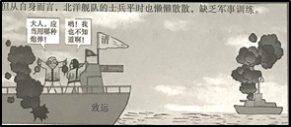 但从自身而言，北洋舰队的士兵平时也懒懒散散，缺乏军事训练。
大人，应
当用哪种
炮弹！
哟！我
也不知
道啊！
清
致远